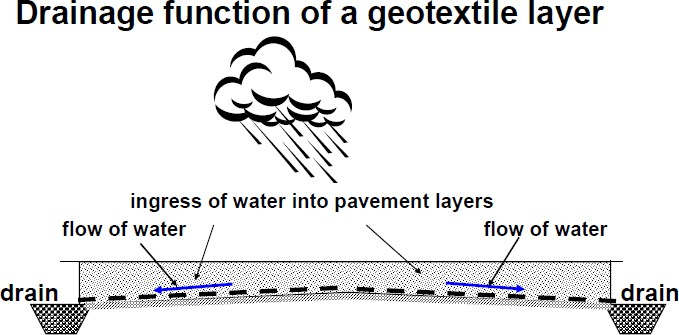 Drainage function of a geotextile layer
ingress of water into pavement layers
flow of water
flow of water
drain
drain